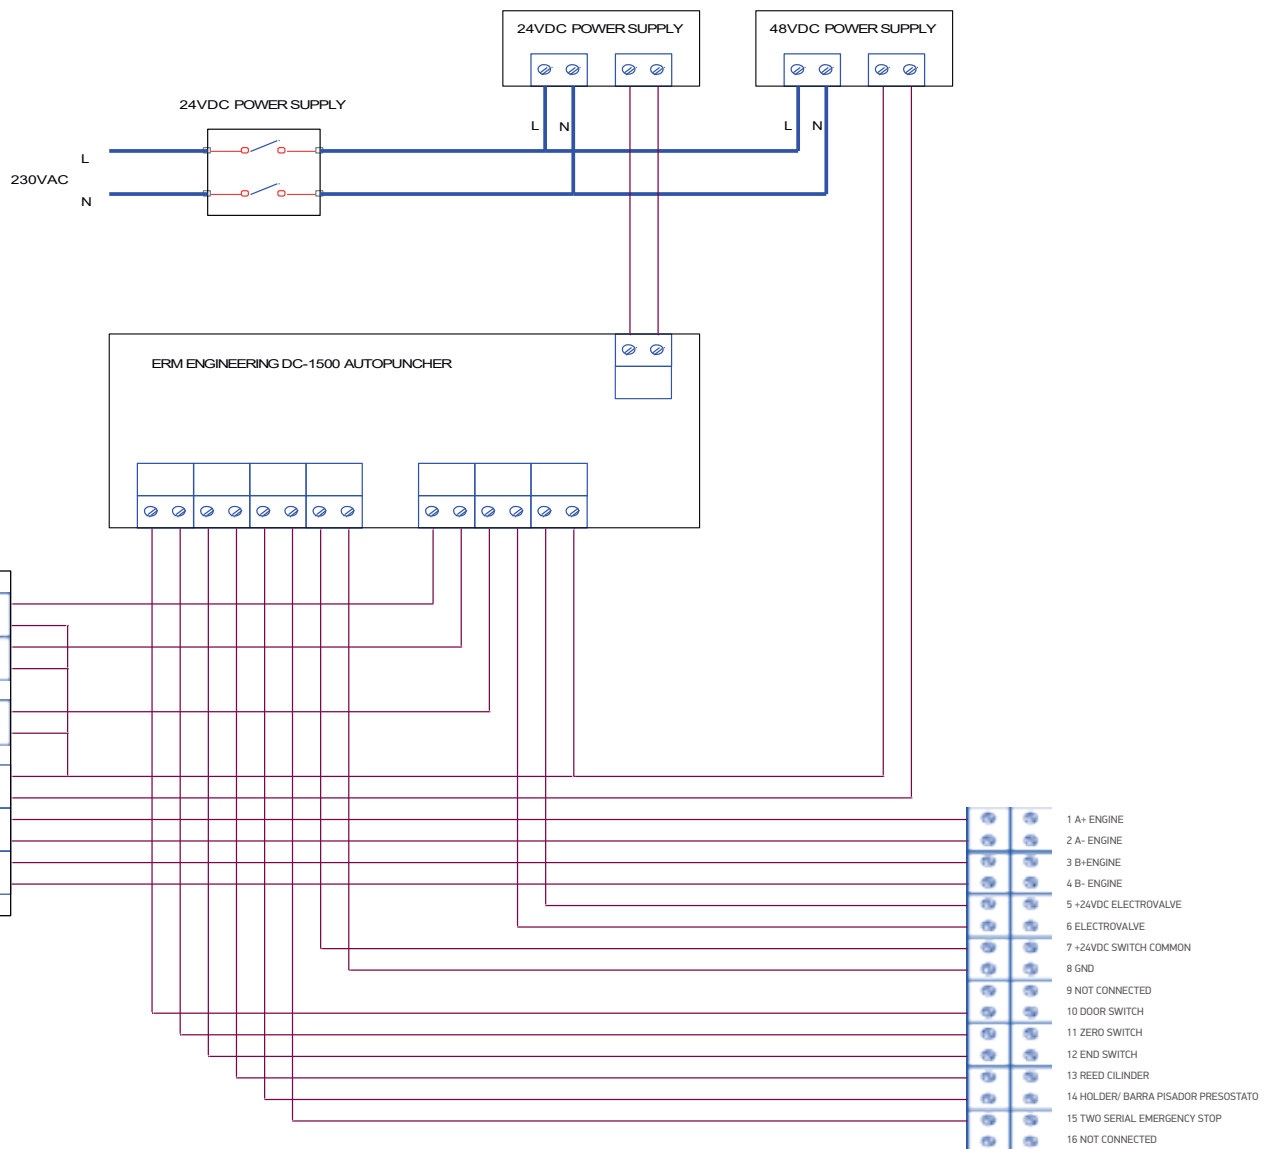 24VDC POWER SUPPLY
48VDC POWER SUPPLY
24VDC POWER SUPPLY
L
N
L
N
L
230VAC
N
ERM ENGINEERING DC-1500 AUTOPUNCHER
1 A+ ENGINE
2 A- ENGINE
3 B+ENGINE
4 B- ENGINE
5 +24VDC ELECTROVALVE
6 ELECTROVALVE
7 +24VDC SWITCH COMMON
8 GND
9 NOT CONNECTED
10 DOOR SWITCH
11 ZERO SWITCH
12 END SWITCH
13 REED CILINDER
14 HOLDER/ BARRA PISADOR PRESOSTATO
15 TWO SERIAL EMERGENCY STOP
16 NOT CONNECTED